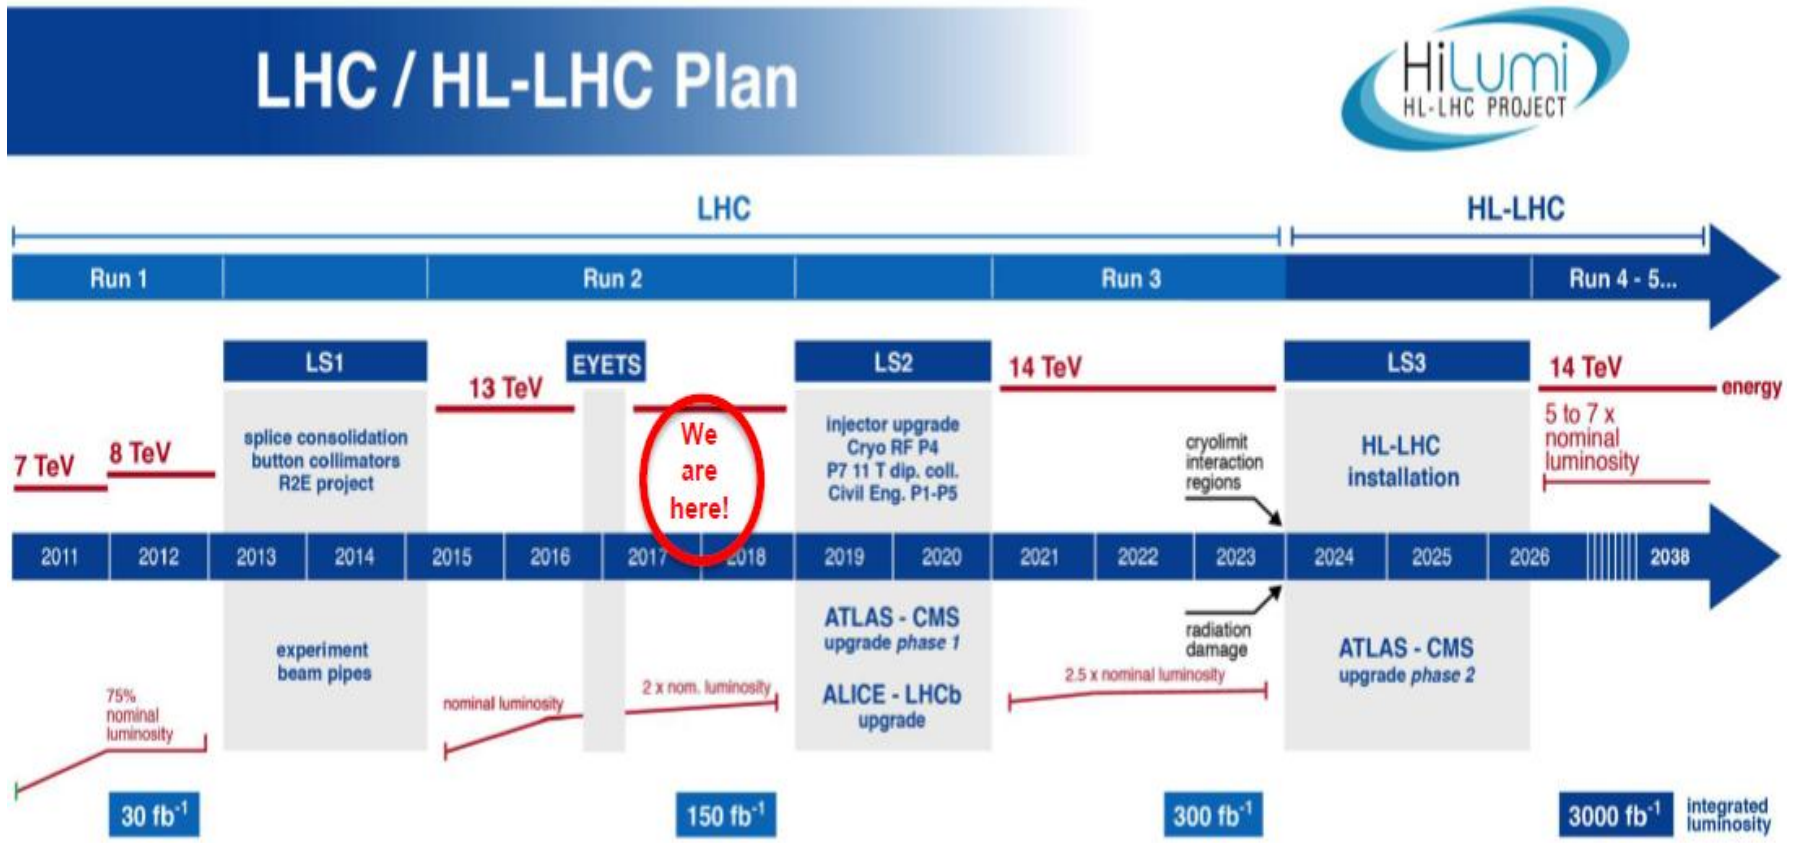 LHC / HL-LHC Plan
HiLumi
HL-LHC PROJECT
LHC
HL-LHC
Run 1
Run 2
Run 3
Run 4 - 5...
LS1
EYETS
LS2
14 TeV
LS3
14 TeV
energy
13 TeV
7 TeV
8 TeV
splice consolidation
button collimators
R2E project
We
are
here!
injector upgrade
Cryo RF P4
P7 11 T dip. coll.
Civil Eng. P1-P5
cryolimit
interaction
regions
HL-LHC
installation
5 to 7 x
nominal
luminosity
2011 2012 2013 2014 2015 2016 2017 2018 2019 2020 2021 2022 2023 2024 2025 2026 2038
experiment
beam pipes
ATLAS - CMS
upgrade phase 1
ALICE - LHCb
upgrade
radiation
damage
ATLAS - CMS
upgrade phase 2
75%
nominal
luminosity
nominal luminosity
2 x nom. luminosity
2.5 x nominal luminosity
30 fb⁻¹
150 fb⁻¹
300 fb⁻¹
3000 fb⁻¹
integrated
luminosity